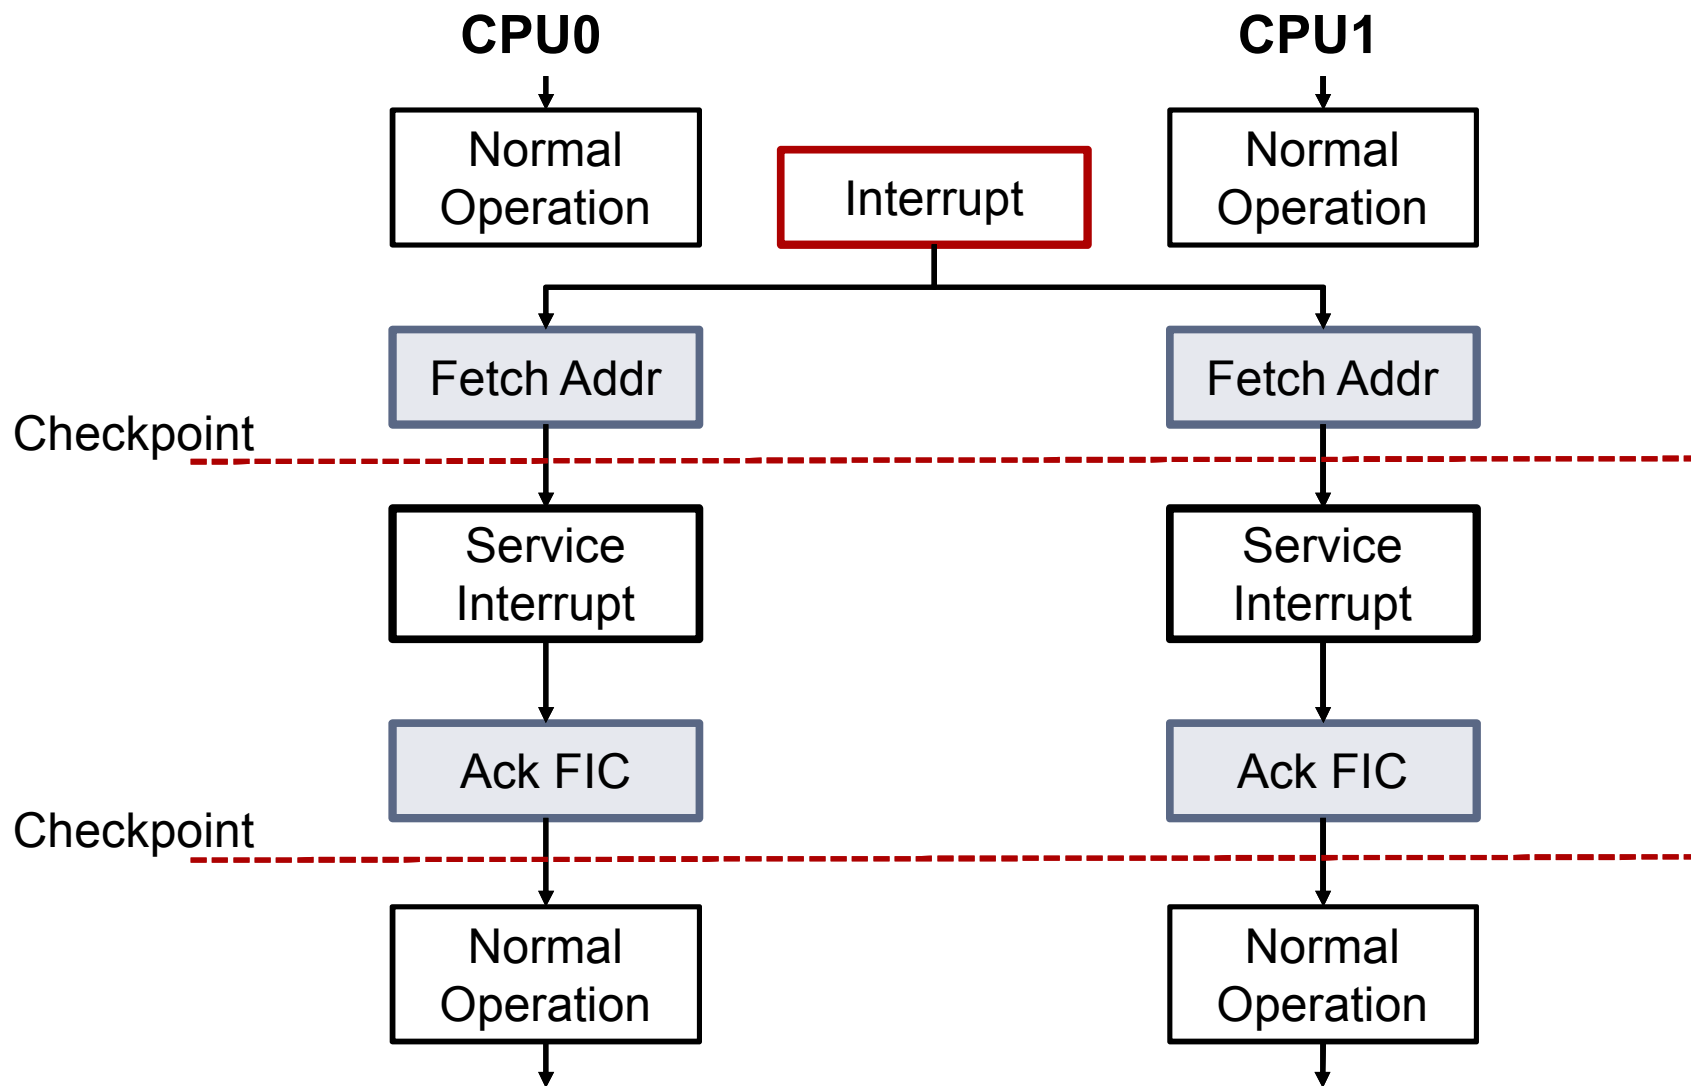 CPU0
CPU1
Normal
Operation
Interrupt
Normal
Operation
Fetch Addr
Fetch Addr
Checkpoint
Service
Interrupt
Service
Interrupt
Ack FIC
Ack FIC
Checkpoint
Normal
Operation
Normal
Operation